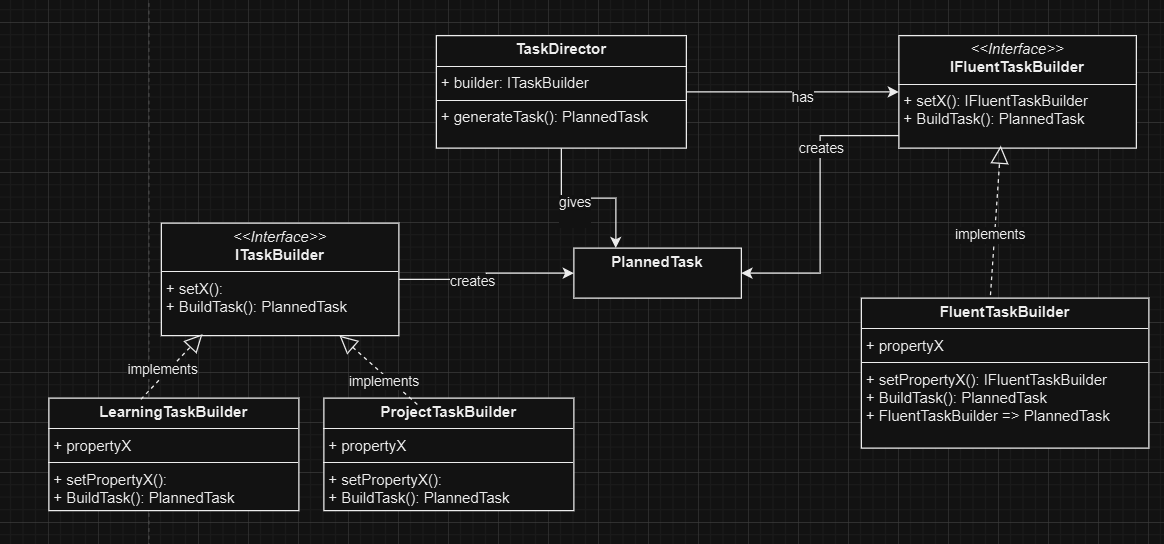 TaskDirector
+ builder: ITaskBuilder
+ generateTask(): PlannedTask
<<Interface>>
IFluentTaskBuilder
+ setX(): IFluentTaskBuilder
+ BuildTask(): PlannedTask
has
creates
gives
implements
<<Interface>>
ITaskBuilder
+ setX():
+ BuildTask(): PlannedTask
creates
PlannedTask
implements
implements
FluentTaskBuilder
+ propertyX
+ setPropertyX(): IFluentTaskBuilder
+ BuildTask(): PlannedTask
+ FluentTaskBuilder => PlannedTask
LearningTaskBuilder
+ propertyX
+ setPropertyX():
+ BuildTask(): PlannedTask
ProjectTaskBuilder
+ propertyX
+ setPropertyX():
+ BuildTask(): PlannedTask